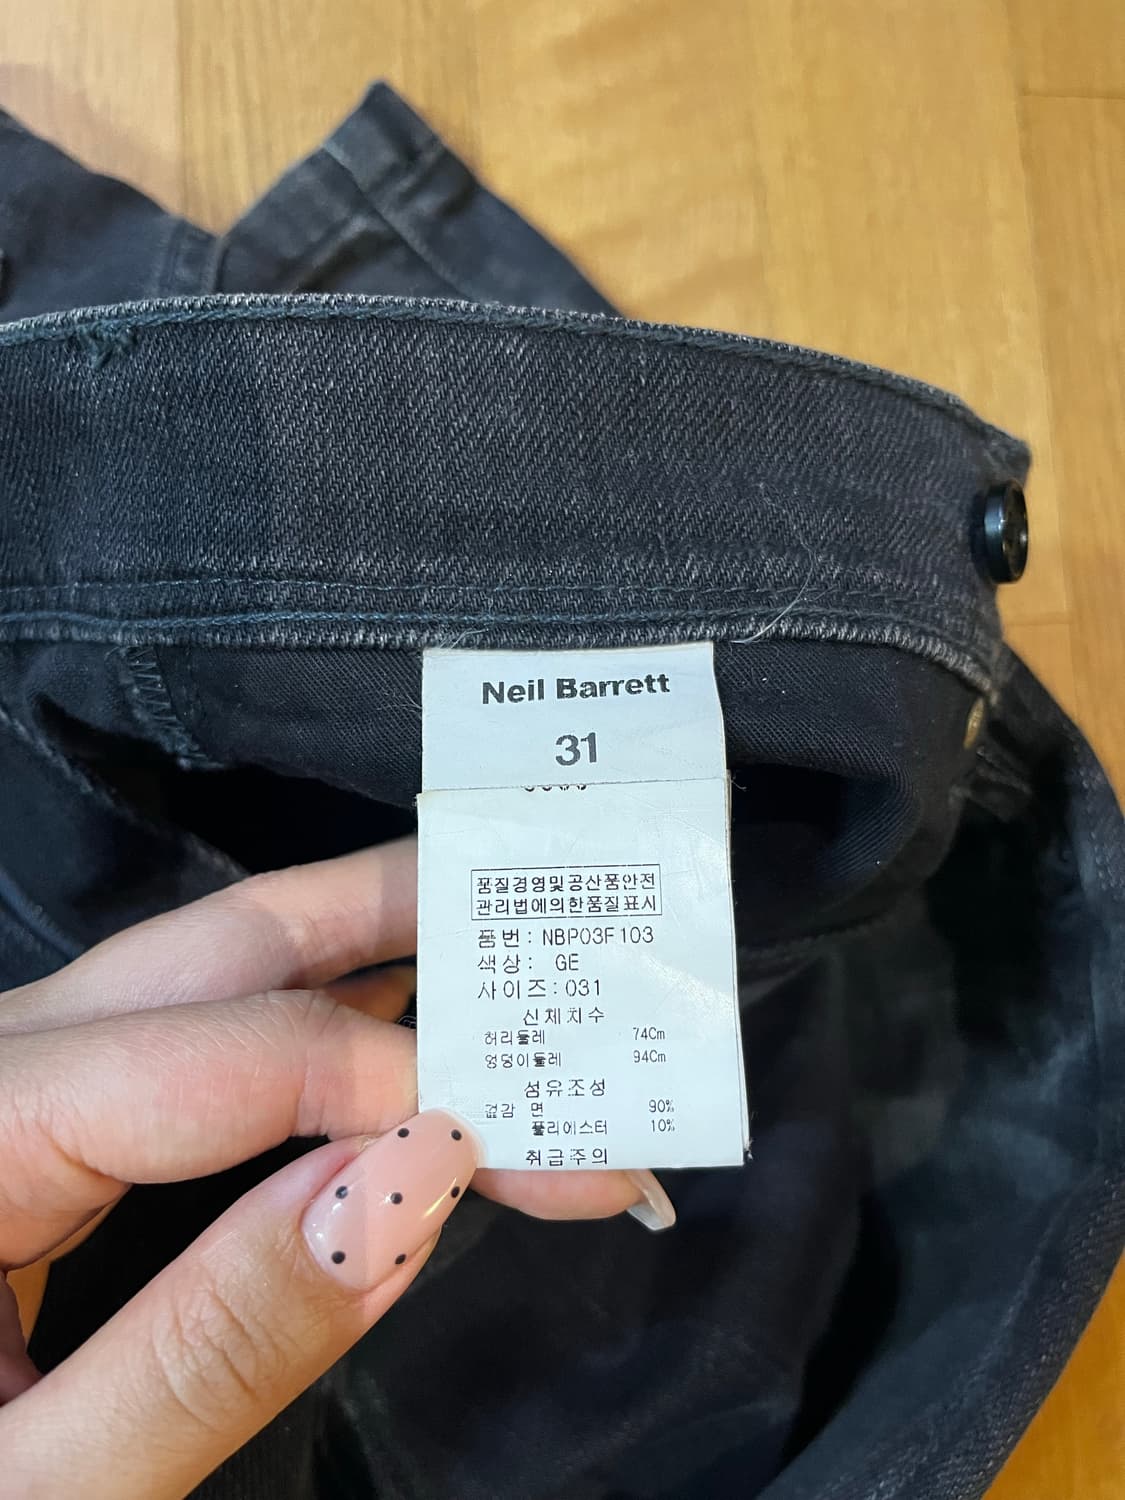 Neil Barrett
31
품질경영및공산품안전
관리법에의한품질표시
품번: NBP03F103
색상: GE
사이즈:031
신체치수
허리둘레 74Cm
엉덩이둘레 94Cm
섬유조성
겉감 면 90%
폴리에스터 10%
취급주의